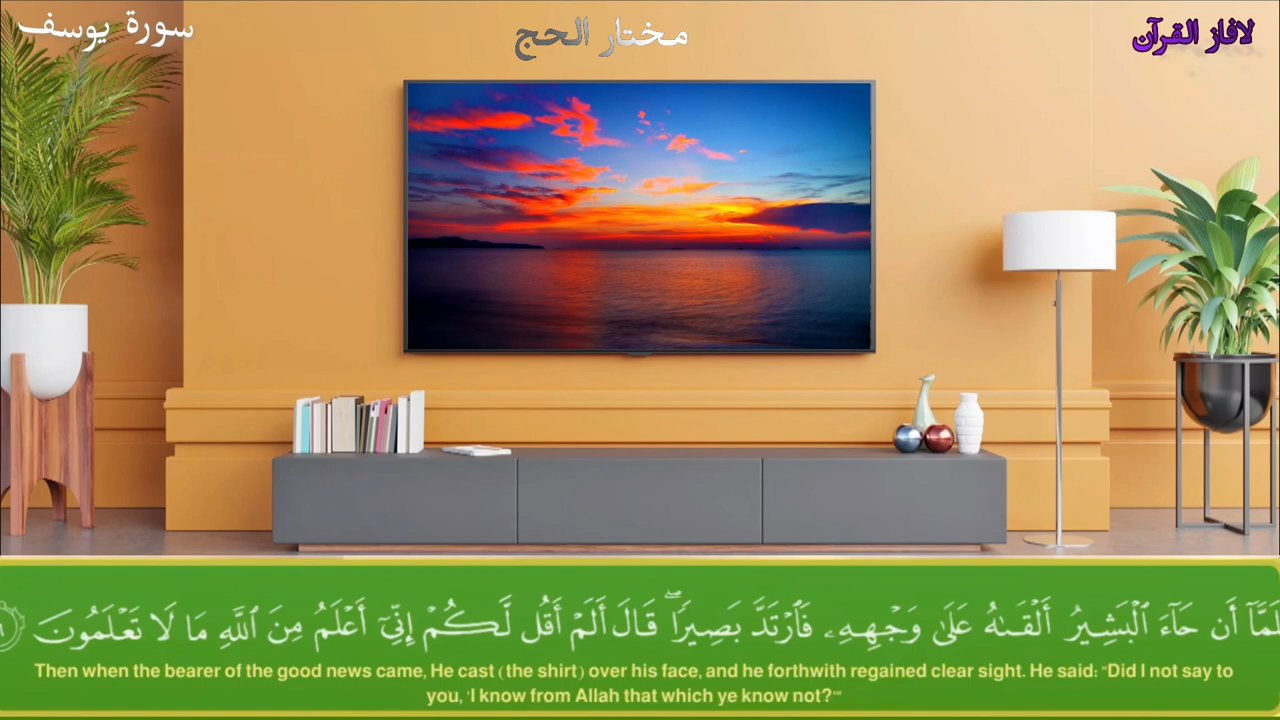 سورة يوسف
مختار الحج
لافاز القرآن
لَمَّآ أَن جَآءَ ٱلْبَشِيرُ أَلْقَىٰهُ عَلَىٰ وَجْهِهِۦ فَٱرْتَدَّ بَصِيرًا ۖ قَالَ أَلَمْ أَقُل لَّكُمْ إِنِّىٓ أَعْلَمُ مِنَ ٱللَّهِ مَا لَا تَعْلَمُونَ
Then when the bearer of the good news came, He cast (the shirt) over his face, and he forthwith regained clear sight. He said: "Did I not say to
you, 'I know from Allah that which ye know not?'"